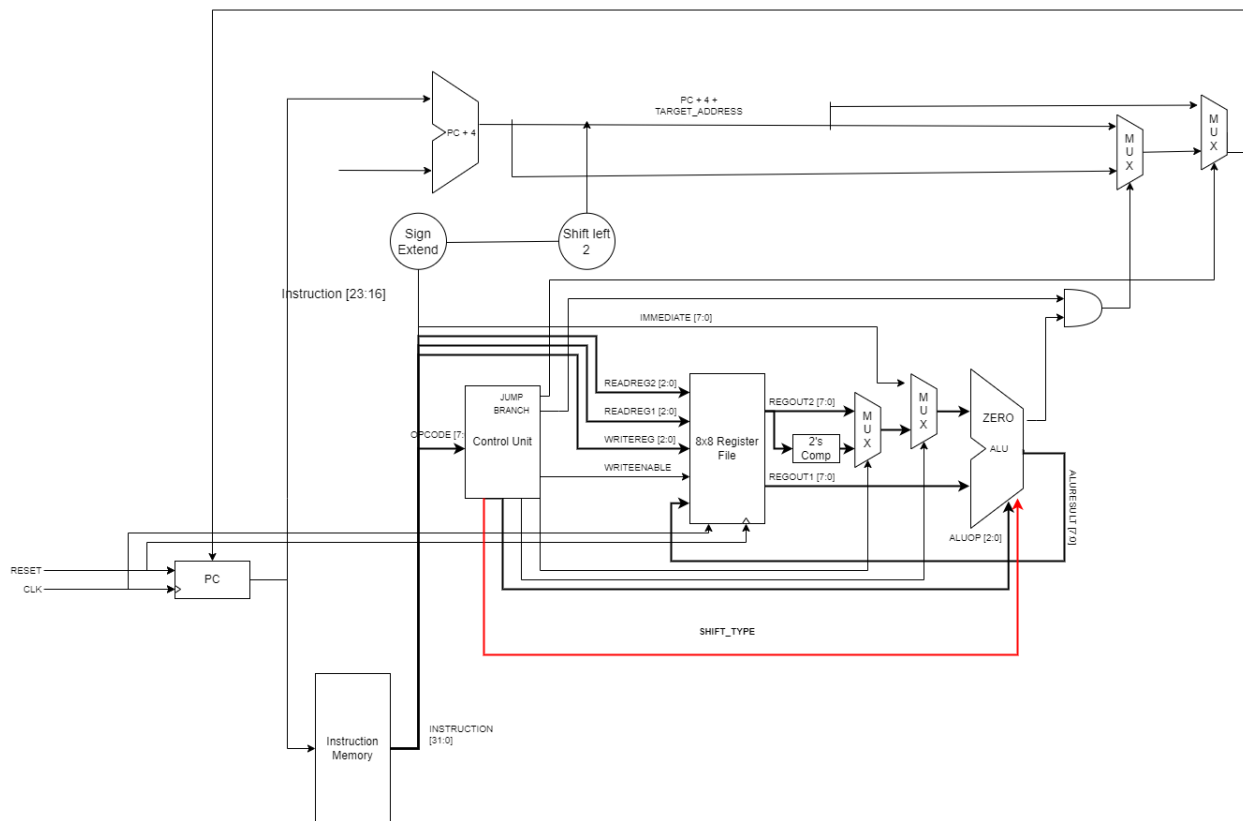 PC + 4 +
TARGET_ADDRESS
M
U
X
PC + 4
M
U
X
Sign
Extend
Shift left
2
Instruction [23:16]
IMMEDIATE [7:0]
READREG2 [2:0]
JUMP
BRANCH
READREG1 [2:0]
REGOUT2 [7:0]
M
U
X
M
U
X
ZERO
OPCODE [7:
Control Unit
WRITEREG [2:0]
8x8 Register
File
2's
Comp
ALU
WRITEENABLE
REGOUT1 [7:0]
ALURESULT [7:0]
ALUOP [2:0]
RESET
CLK
PC
SHIFT_TYPE
INSTRUCTION
[31:0]
Instruction
Memory